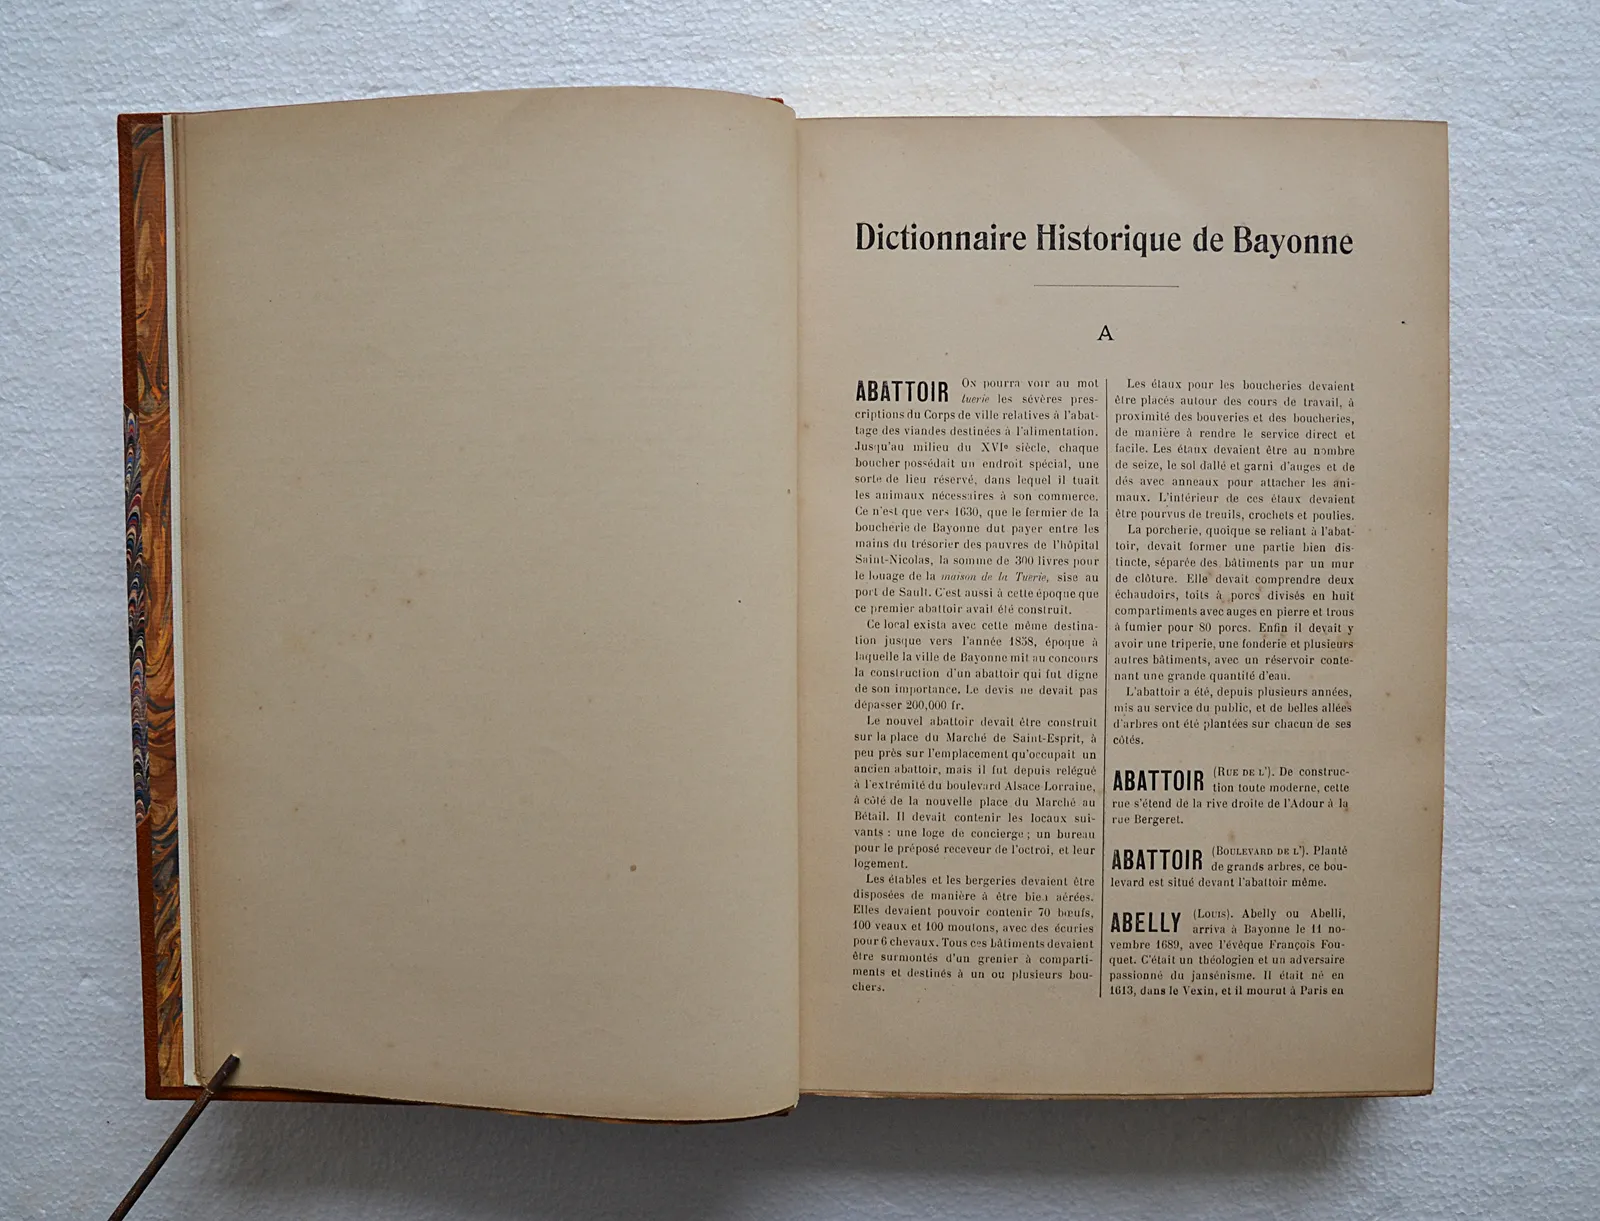 Dictionnaire Historique de Bayonne
A
ABATTOIR On pourra voir au mot
tuerie les sévères pres-
criptions du Corps de ville relatives à l'abat-
tage des viandes destinées à l'alimentation.
Jusqu'au milieu du XVIe siècle, chaque
boucher possédait un endroit spécial, une
sorte de lieu réservé, dans lequel il tuait
les animaux nécessaires à son commerce.
Ce n'est que vers 1630, que le fermier de la
boucherie de Bayonne dut payer entre les
mains du trésorier des pauvres de l'hôpital
Saint-Nicolas, la somme de 300 livres pour
le louage de la maison de la Tuerie, sise au
port de Sault. C'est aussi à cette époque que
ce premier abattoir avait été construit.
Ce local exista avec cette même destina-
tion jusque vers l'année 1858, époque à
laquelle la ville de Bayonne mit au concours
la construction d'un abattoir qui fut digne
de son importance. Le devis ne devait pas
dépasser 200,000 fr.
Le nouvel abattoir devait être construit
sur la place du Marché de Saint-Esprit, à
peu près sur l'emplacement qu'occupait un
ancien abattoir, mais il fut depuis relégué
à l'extrémité du boulevard Alsace Lorraine,
à côté de la nouvelle place du Marché au
Bétail. Il devait contenir les locaux sui-
vants : une loge de concierge ; un bureau
pour le préposé receveur de l'octroi, et leur
logement.
Les étables et les bergeries devaient être
disposées de manière à être bien aérées.
Elles devaient pouvoir contenir 70 bœufs,
100 veaux et 100 moutons, avec des écuries
pour 6 chevaux. Tous ces bâtiments devaient
être surmontés d'un grenier à comparti-
ments et destinés à un ou plusieurs bou-
chers.
Les étaux pour les boucheries devaient
être placés autour des cours de travail, à
proximité des bouveries et des boucheries,
de manière à rendre le service direct et
facile. Les étaux devaient être au nombre
de seize, le sol dallé et garni d'auges et de
dés avec anneaux pour attacher les ani-
maux. L'intérieur de ces étaux devaient
être pourvus de treuils, crochets et poulies.
La porcherie, quoique se reliant à l'abat-
toir, devait former une partie bien dis-
tincte, séparée des bâtiments par un mur
de clôture. Elle devait comprendre deux
échaudoirs, toits à porcs divisés en huit
compartiments avec auges en pierre et trous
à fumier pour 80 porcs. Enfin il devait y
avoir une triperie, une fonderie et plusieurs
autres bâtiments, avec un réservoir conte-
nant une grande quantité d'eau.
L'abattoir a été, depuis plusieurs années,
mis au service du public, et de belles allées
d'arbres ont été plantées sur chacun de ses
côtés.
ABATTOIR (Rue de l'). De construc-
tion toute moderne, cette
rue s'étend de la rive droite de l'Adour à la
rue Bergeret.
ABATTOIR (Boulevard de l'). Planté
de grands arbres, ce bou-
levard est situé devant l'abattoir même.
ABELLY (Louis). Abelly ou Abelli,
arriva à Bayonne le 11 no-
vembre 1689, avec l'évêque François Fou-
quet. C'était un théologien et un adversaire
passionné du jansénisme. Il était né en
1613, dans le Vexin, et il mourut à Paris en